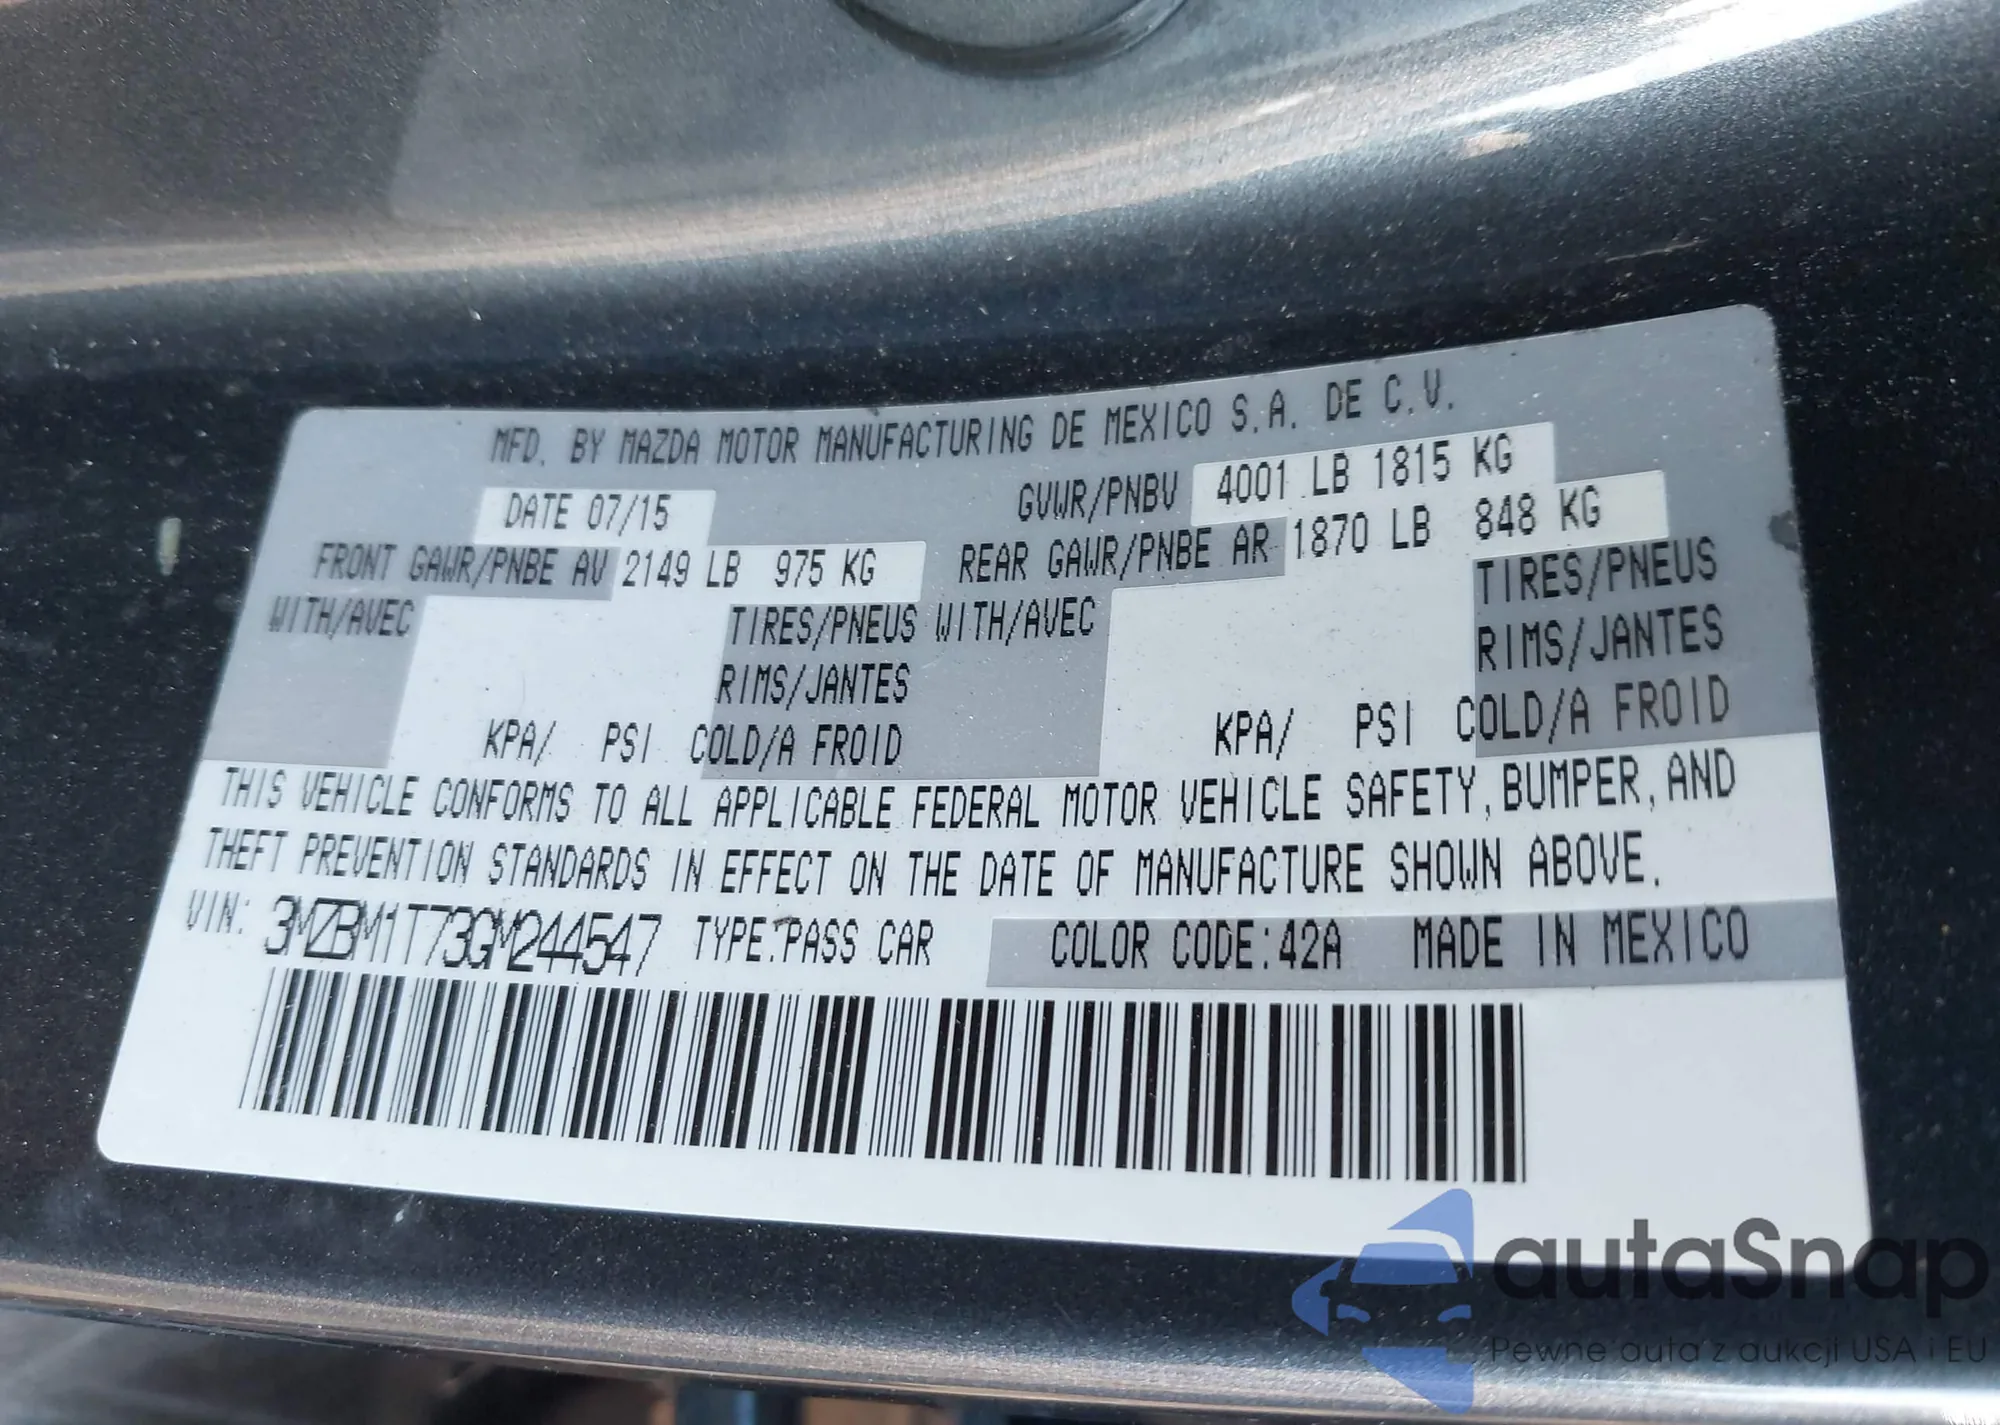 MFD. BY MAZDA MOTOR MANUFACTURING DE MEXICO S.A. DE C.V.
DATE 07/15 GVWR/PNBV 4001 LB 1815 KG
FRONT GAWR/PNBE AV 2149 LB 975 KG REAR GAWR/PNBE AR 1870 LB 848 KG
WITH/AVEC TIRES/PNEUS WITH/AVEC TIRES/PNEUS
RIMS/JANTES RIMS/JANTES
KPA/ PSI COLD/A FROID KPA/ PSI COLD/A FROID
THIS VEHICLE CONFORMS TO ALL APPLICABLE FEDERAL MOTOR VEHICLE SAFETY, BUMPER, AND
THEFT PREVENTION STANDARDS IN EFFECT ON THE DATE OF MANUFACTURE SHOWN ABOVE.
VIN: 3MZBM1T73GM244547 TYPE:PASS CAR COLOR CODE:42A MADE IN MEXICO
autaSnap
Pewne auta z aukcji USA i EU